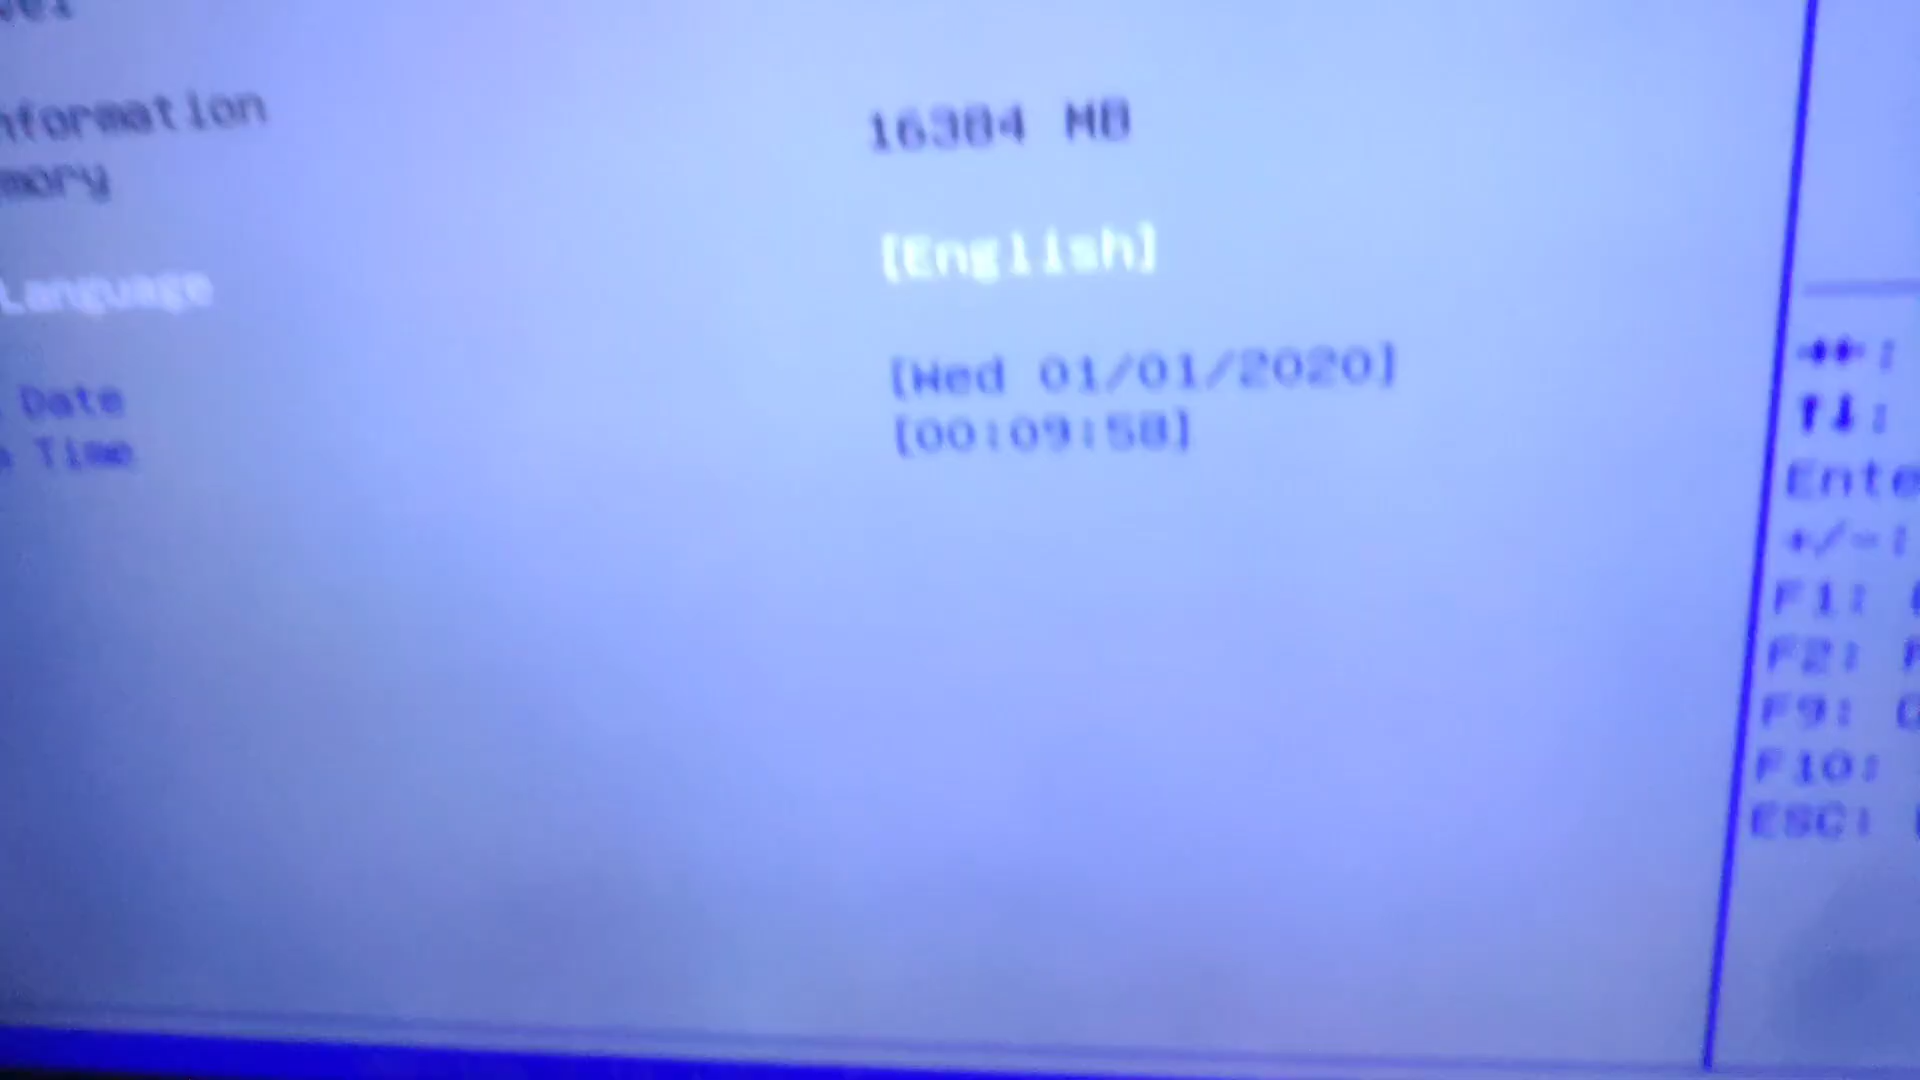 vel
nformation
mory 16384 MB
Language [English]
Date [Wed 01/01/2020]
Time [00:09:58]
→←:
↑↓:
Ente
+/-:
F1:
F2:
F9:
F10:
ESC: